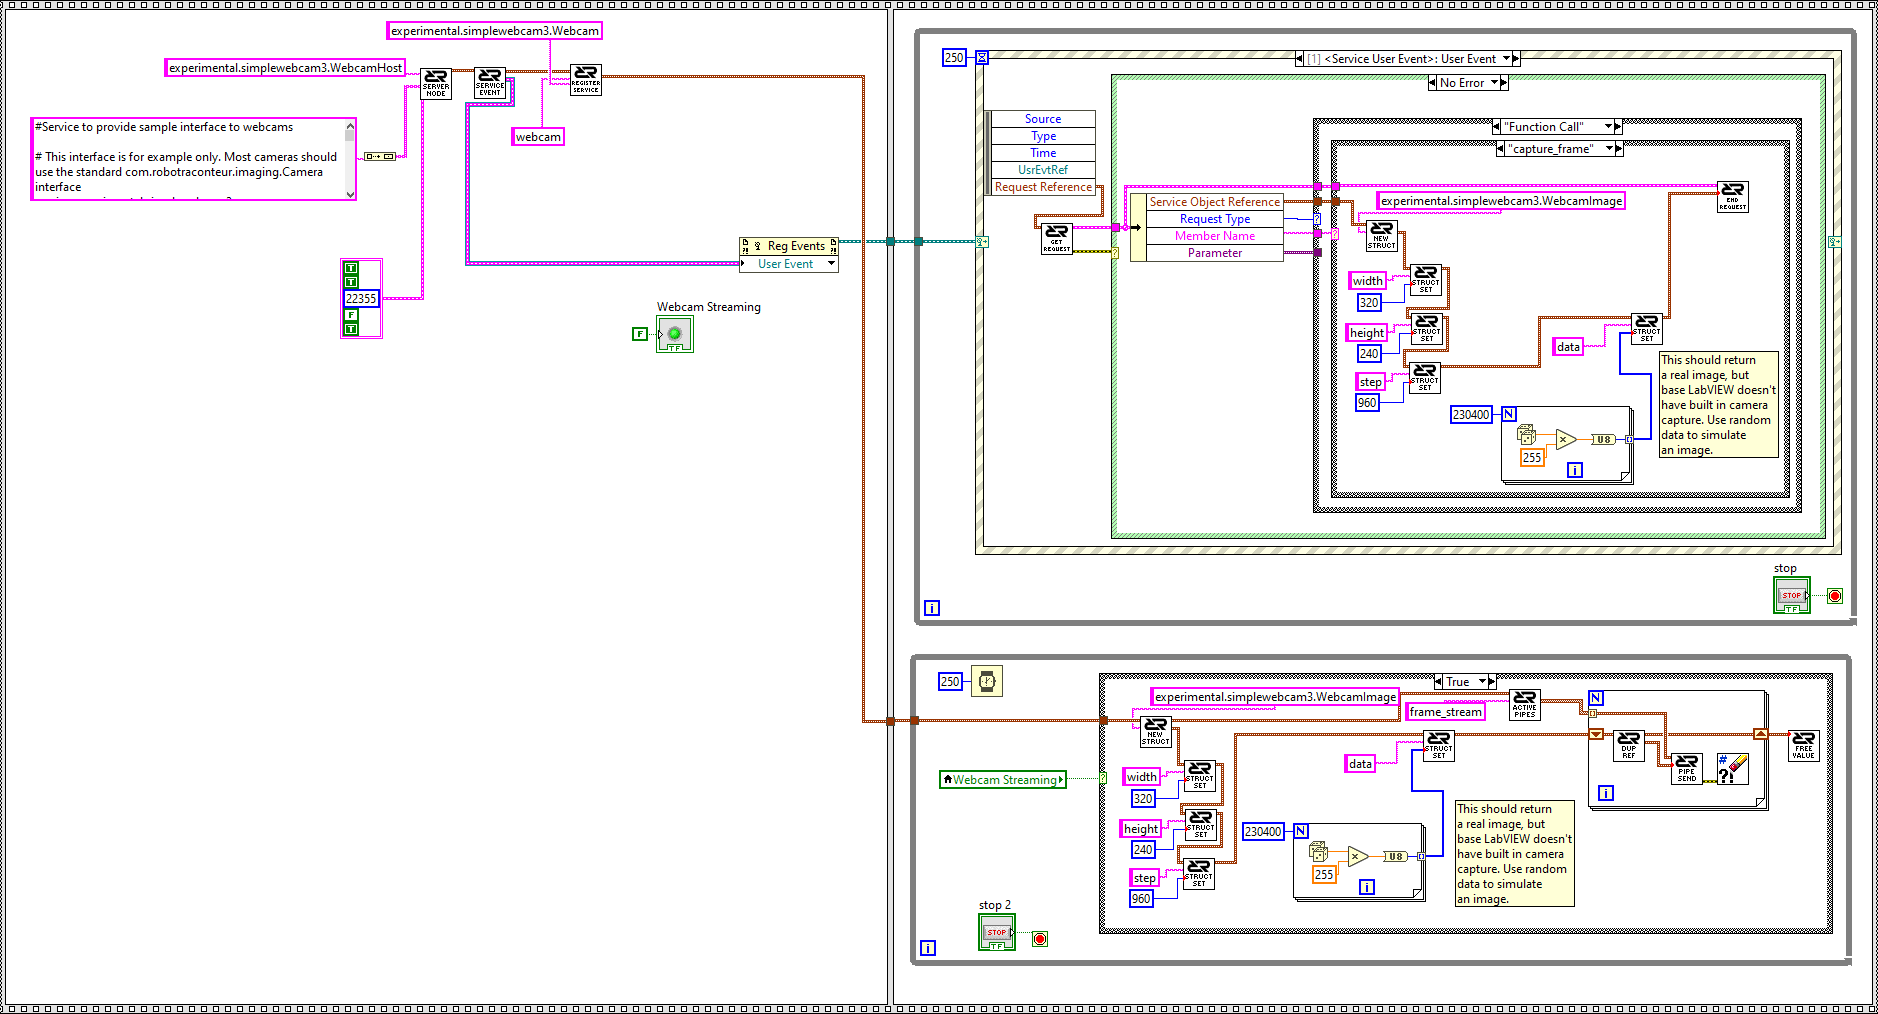 experimental.simplewebcam3.Webcam
experimental.simplewebcam3.WebcamHost
SERVER NODE
SERVICE EVENT
REGISTER SERVICE
webcam
#Service to provide sample interface to webcams
# This interface is for example only. Most cameras should
use the standard com.robotraconteur.imaging.Camera
interface
T
T
22355
F
T
Reg Events
User Event
Webcam Streaming
F
TF
250
[1] <Service User Event>: User Event
No Error
Source
Type
Time
UsrEvtRef
Request Reference
GET REQUEST
Service Object Reference
Request Type
Member Name
Parameter
"Function Call"
"capture_frame"
experimental.simplewebcam3.WebcamImage
END REQUEST
NEW STRUCT
width
320
STRUCT SET
height
240
STRUCT SET
step
960
STRUCT SET
data
STRUCT SET
230400
N
255
U8
i
This should return
a real image, but
base LabVIEW doesn't
have built in camera
capture. Use random
data to simulate
an image.
stop
STOP
TF
i
250
True
experimental.simplewebcam3.WebcamImage
frame_stream
ACTIVE PIPES
N
NEW STRUCT
Webcam Streaming
width
320
STRUCT SET
height
240
STRUCT SET
step
960
STRUCT SET
data
STRUCT SET
DUP REF
PIPE SEND
#
?!
FREE VALUE
i
230400
N
255
U8
i
This should return
a real image, but
base LabVIEW doesn't
have built in camera
capture. Use random
data to simulate
an image.
stop 2
STOP
TF
i